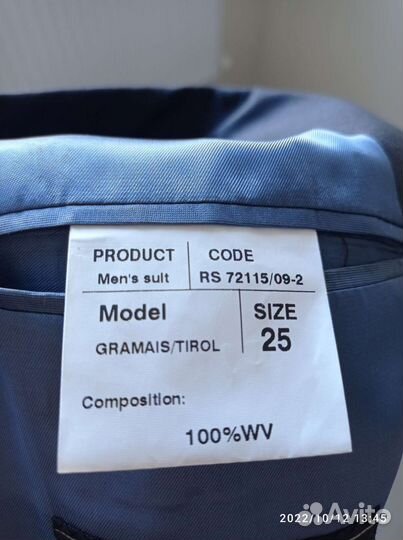 PRODUCT CODE
Men's suit RS 72115/09-2
Model SIZE
GRAMAIS/TIROL 25
Composition:
100%WV
2022/10/12 13:45
Avito